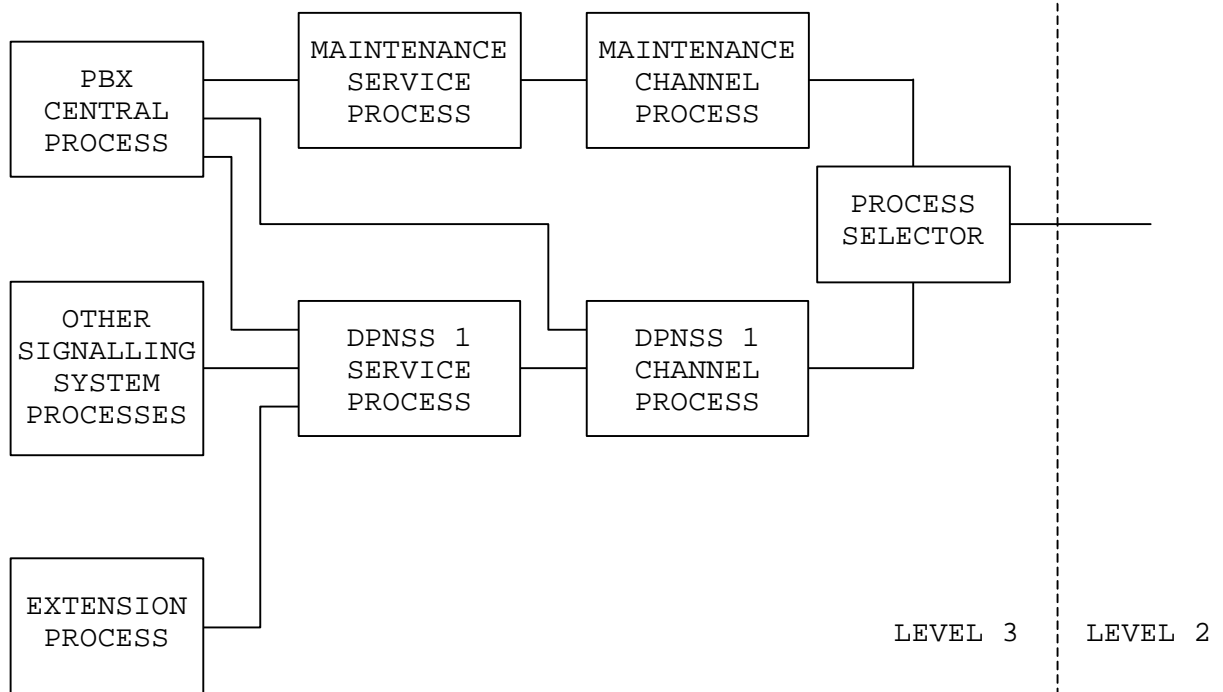 PBX
CENTRAL
PROCESS
MAINTENANCE
SERVICE
PROCESS
MAINTENANCE
CHANNEL
PROCESS
PROCESS
SELECTOR
OTHER
SIGNALLING
SYSTEM
PROCESSES
DPNSS 1
SERVICE
PROCESS
DPNSS 1
CHANNEL
PROCESS
EXTENSION
PROCESS
LEVEL 3
LEVEL 2